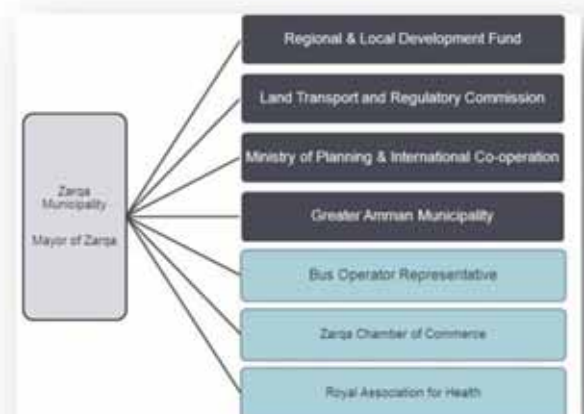 Regional & Local Development Fund
Land Transport and Regulatory Commission
Ministry of Planning & International Co-operation
Zarqa
Municipality
Mayor of Zarqa
Greater Amman Municipality
Bus Operator Representative
Zarqa Chamber of Commerce
Royal Association for Health